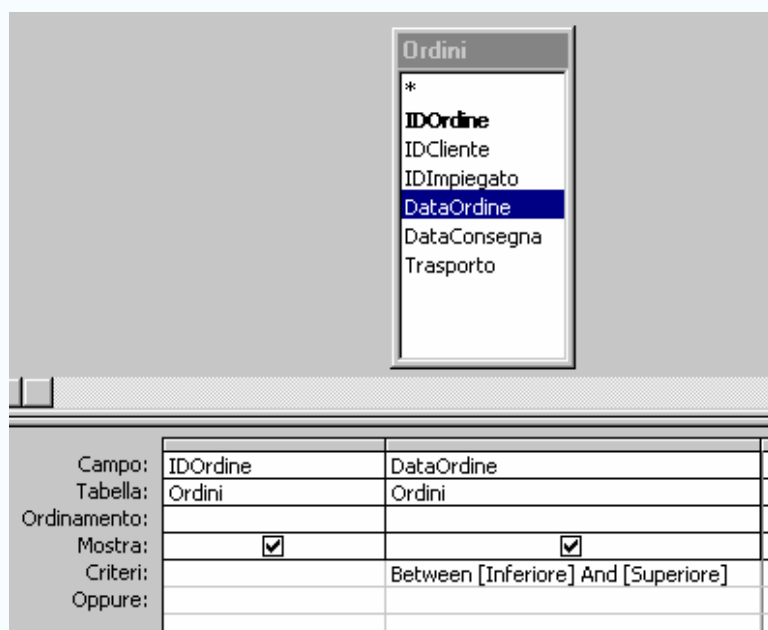 Ordini
*
IDOrdine
IDCliente
IDImpiegato
DataOrdine
DataConsegna
Trasporto
Campo: IDOrdine DataOrdine
Tabella: Ordini Ordini
Ordinamento:
Mostra:
Criteri: Between [Inferiore] And [Superiore]
Oppure: